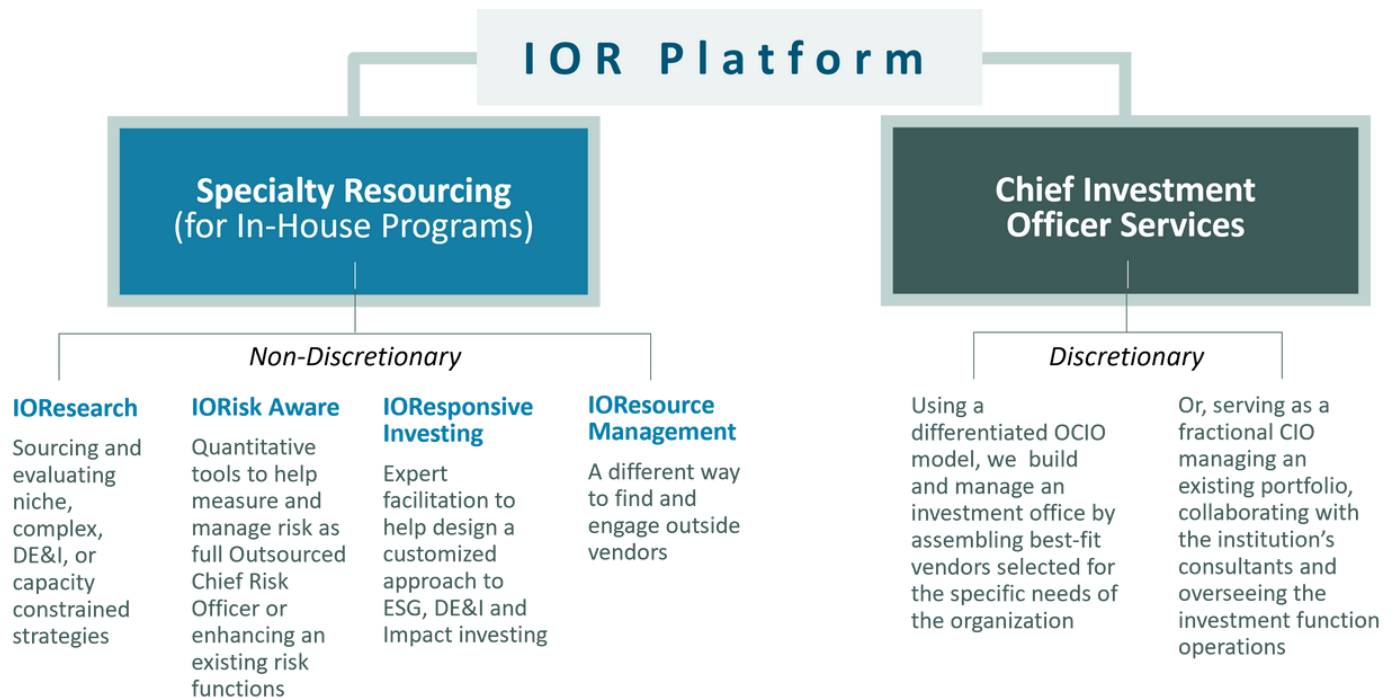 IOR Platform
Specialty Resourcing
(for In-House Programs)
Chief Investment
Officer Services
Non-Discretionary
IOResearch
Sourcing and
evaluating
niche,
complex,
DE&I, or
capacity
constrained
strategies
IORisk Aware
Quantitative
tools to help
measure and
manage risk as
full Outsourced
Chief Risk
Officer or
enhancing an
existing risk
functions
IOResponsive
Investing
Expert
facilitation to
help design a
customized
approach to
ESG, DE&I and
Impact investing
IOResource
Management
A different way
to find and
engage outside
vendors
Discretionary
Using a
differentiated OCIO
model, we  build
and manage an
investment office by
assembling best-fit
vendors selected for
the specific needs of
the organization
Or, serving as a
fractional CIO
managing an
existing portfolio,
collaborating with
the institution’s
consultants and
overseeing the
investment function
operations